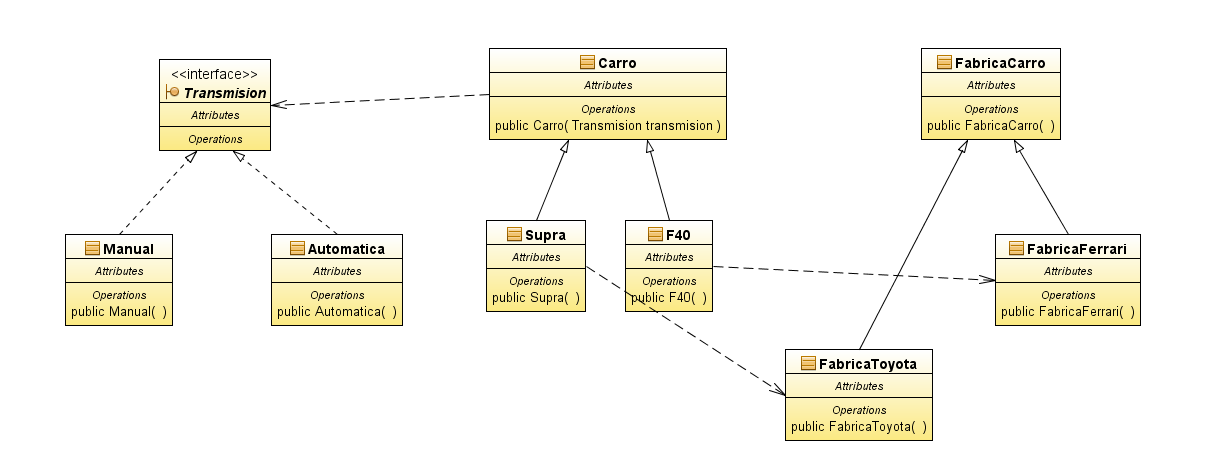 <<interface>>
Transmision
Attributes
Operations
Carro
Attributes
Operations
public Carro( Transmision transmision )
FabricaCarro
Attributes
Operations
public FabricaCarro(  )
Manual
Attributes
Operations
public Manual(  )
Automatica
Attributes
Operations
public Automatica(  )
Supra
Attributes
Operations
public Supra(  )
F40
Attributes
Operations
public F40(  )
FabricaFerrari
Attributes
Operations
public FabricaFerrari(  )
FabricaToyota
Attributes
Operations
public FabricaToyota(  )